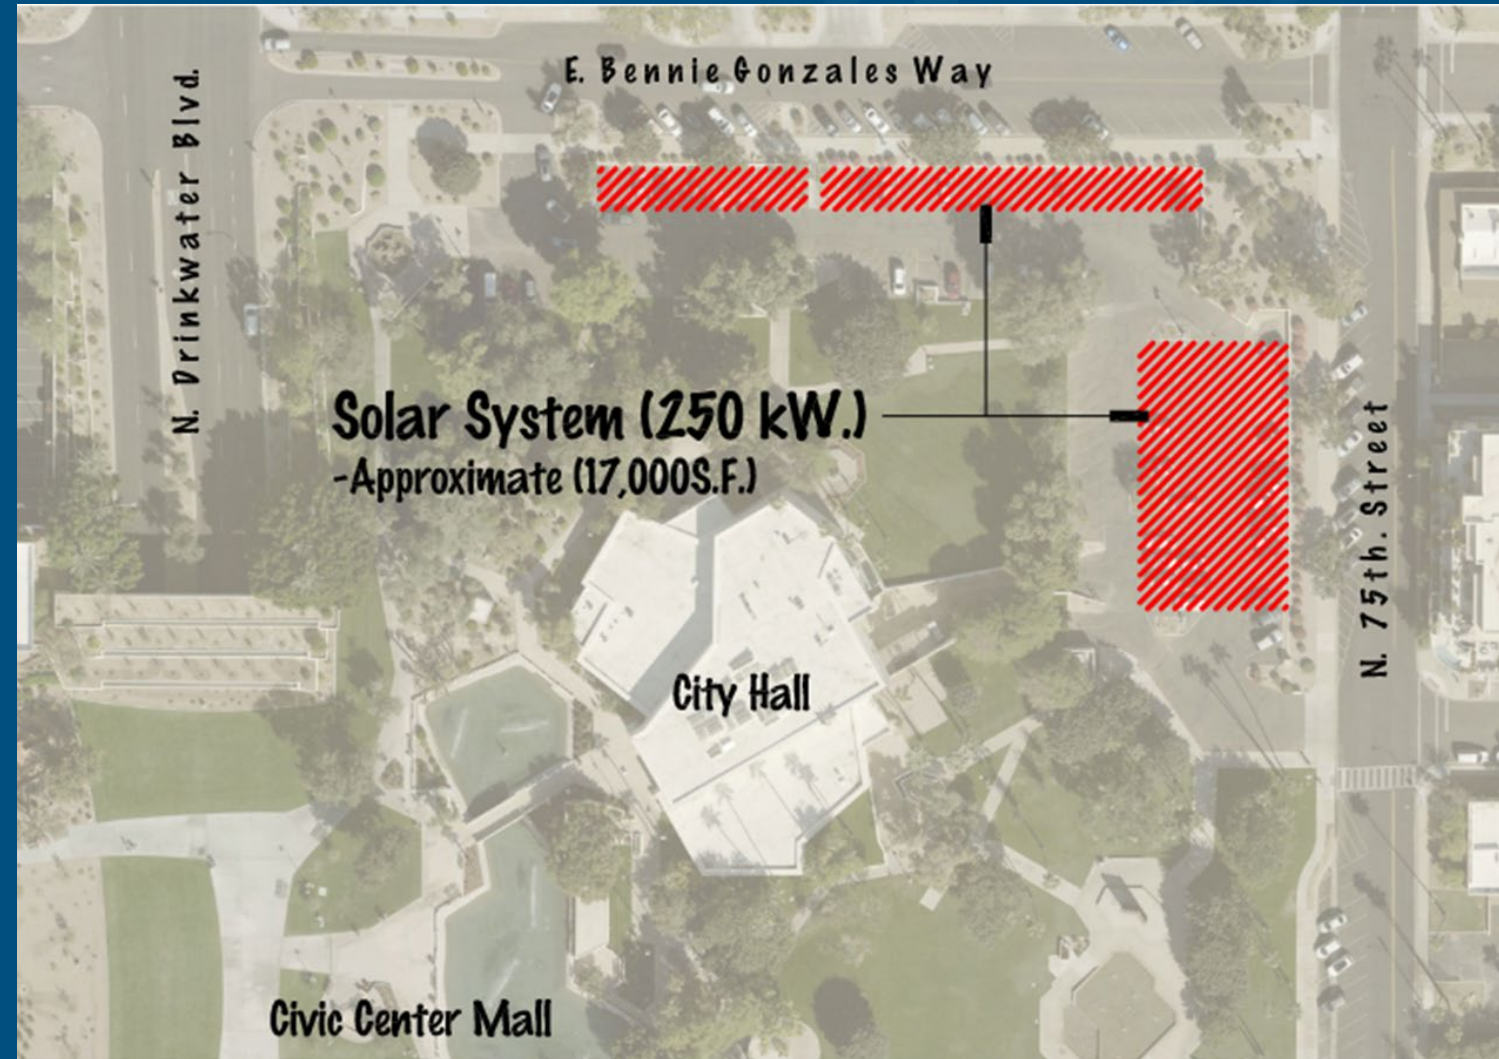 E. Bennie Gonzales Way
N. Drinkwater Blvd.
Solar System (250 kW.)
-Approximate (17,000S.F.)
N. 75th. Street
City Hall
Civic Center Mall